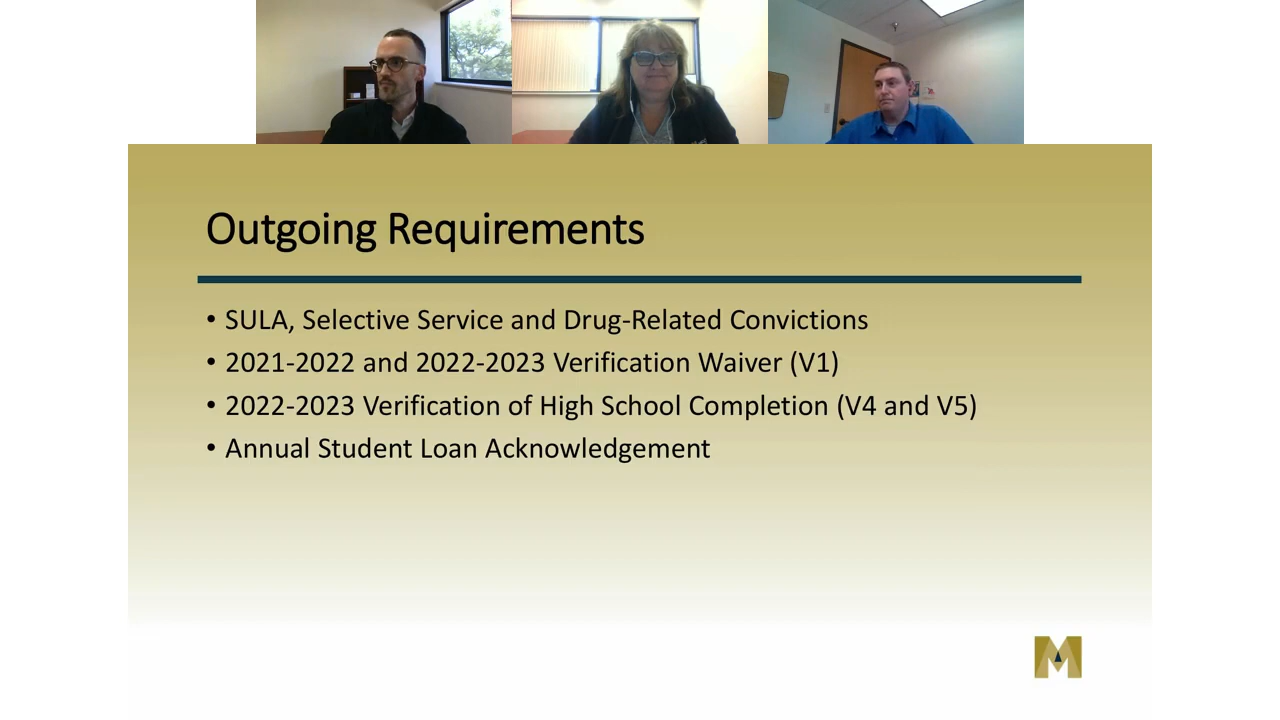 Outgoing Requirements
• SULA, Selective Service and Drug-Related Convictions
• 2021-2022 and 2022-2023 Verification Waiver (V1)
• 2022-2023 Verification of High School Completion (V4 and V5)
• Annual Student Loan Acknowledgement
M